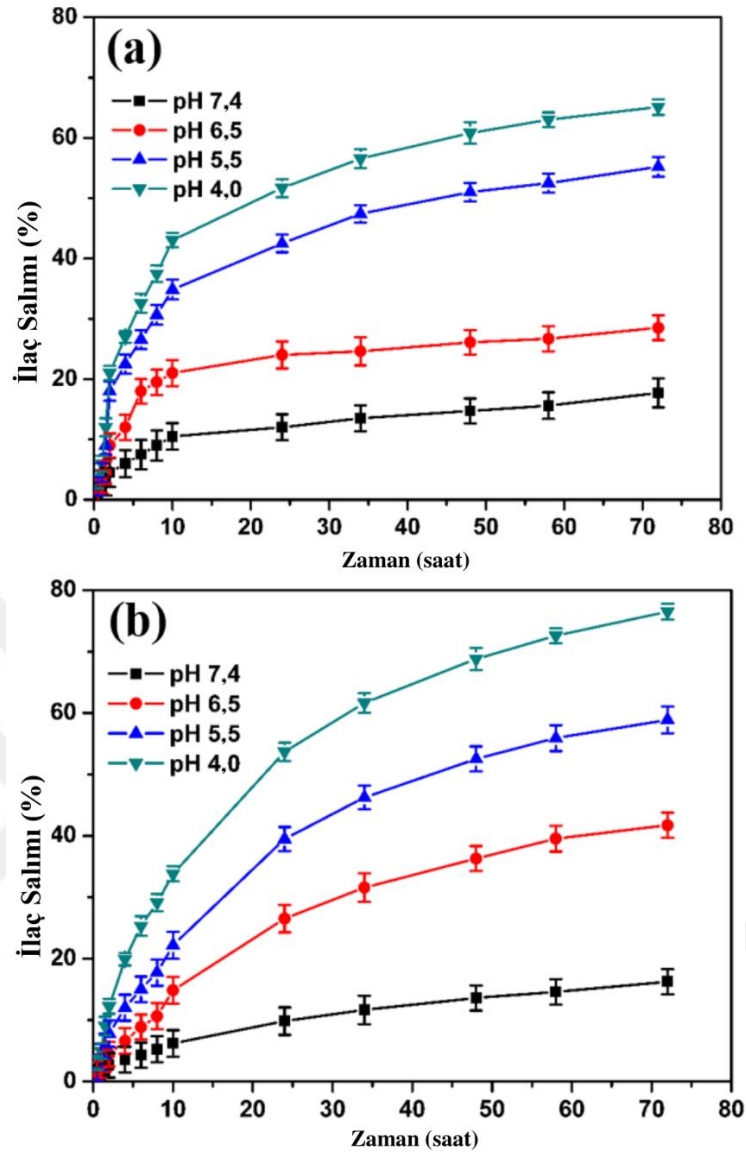 (a)
pH 7,4
pH 6,5
pH 5,5
pH 4,0
80
60
40
20
0
0 10 20 30 40 50 60 70 80
İlaç Salımı (%)
Zaman (saat)
(b)
pH 7,4
pH 6,5
pH 5,5
pH 4,0
80
60
40
20
0
0 10 20 30 40 50 60 70 80
İlaç Salımı (%)
Zaman (saat)